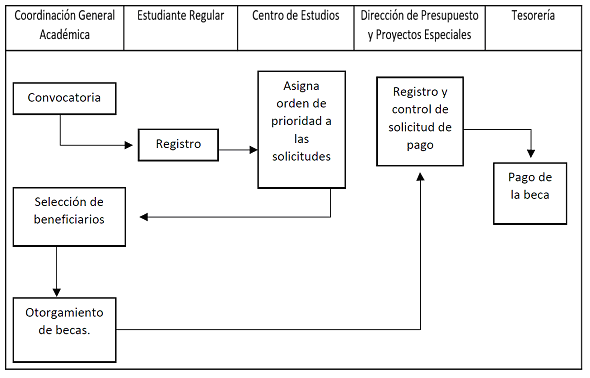 Coordinación General
Académica
Estudiante Regular
Centro de Estudios
Dirección de Presupuesto
y Proyectos Especiales
Tesorería
Convocatoria
Registro
Asigna
orden de
prioridad a
las
solicitudes
Registro y
control de
solicitud de
pago
Pago de
la beca
Selección de
beneficiarios
Otorgamiento
de becas.